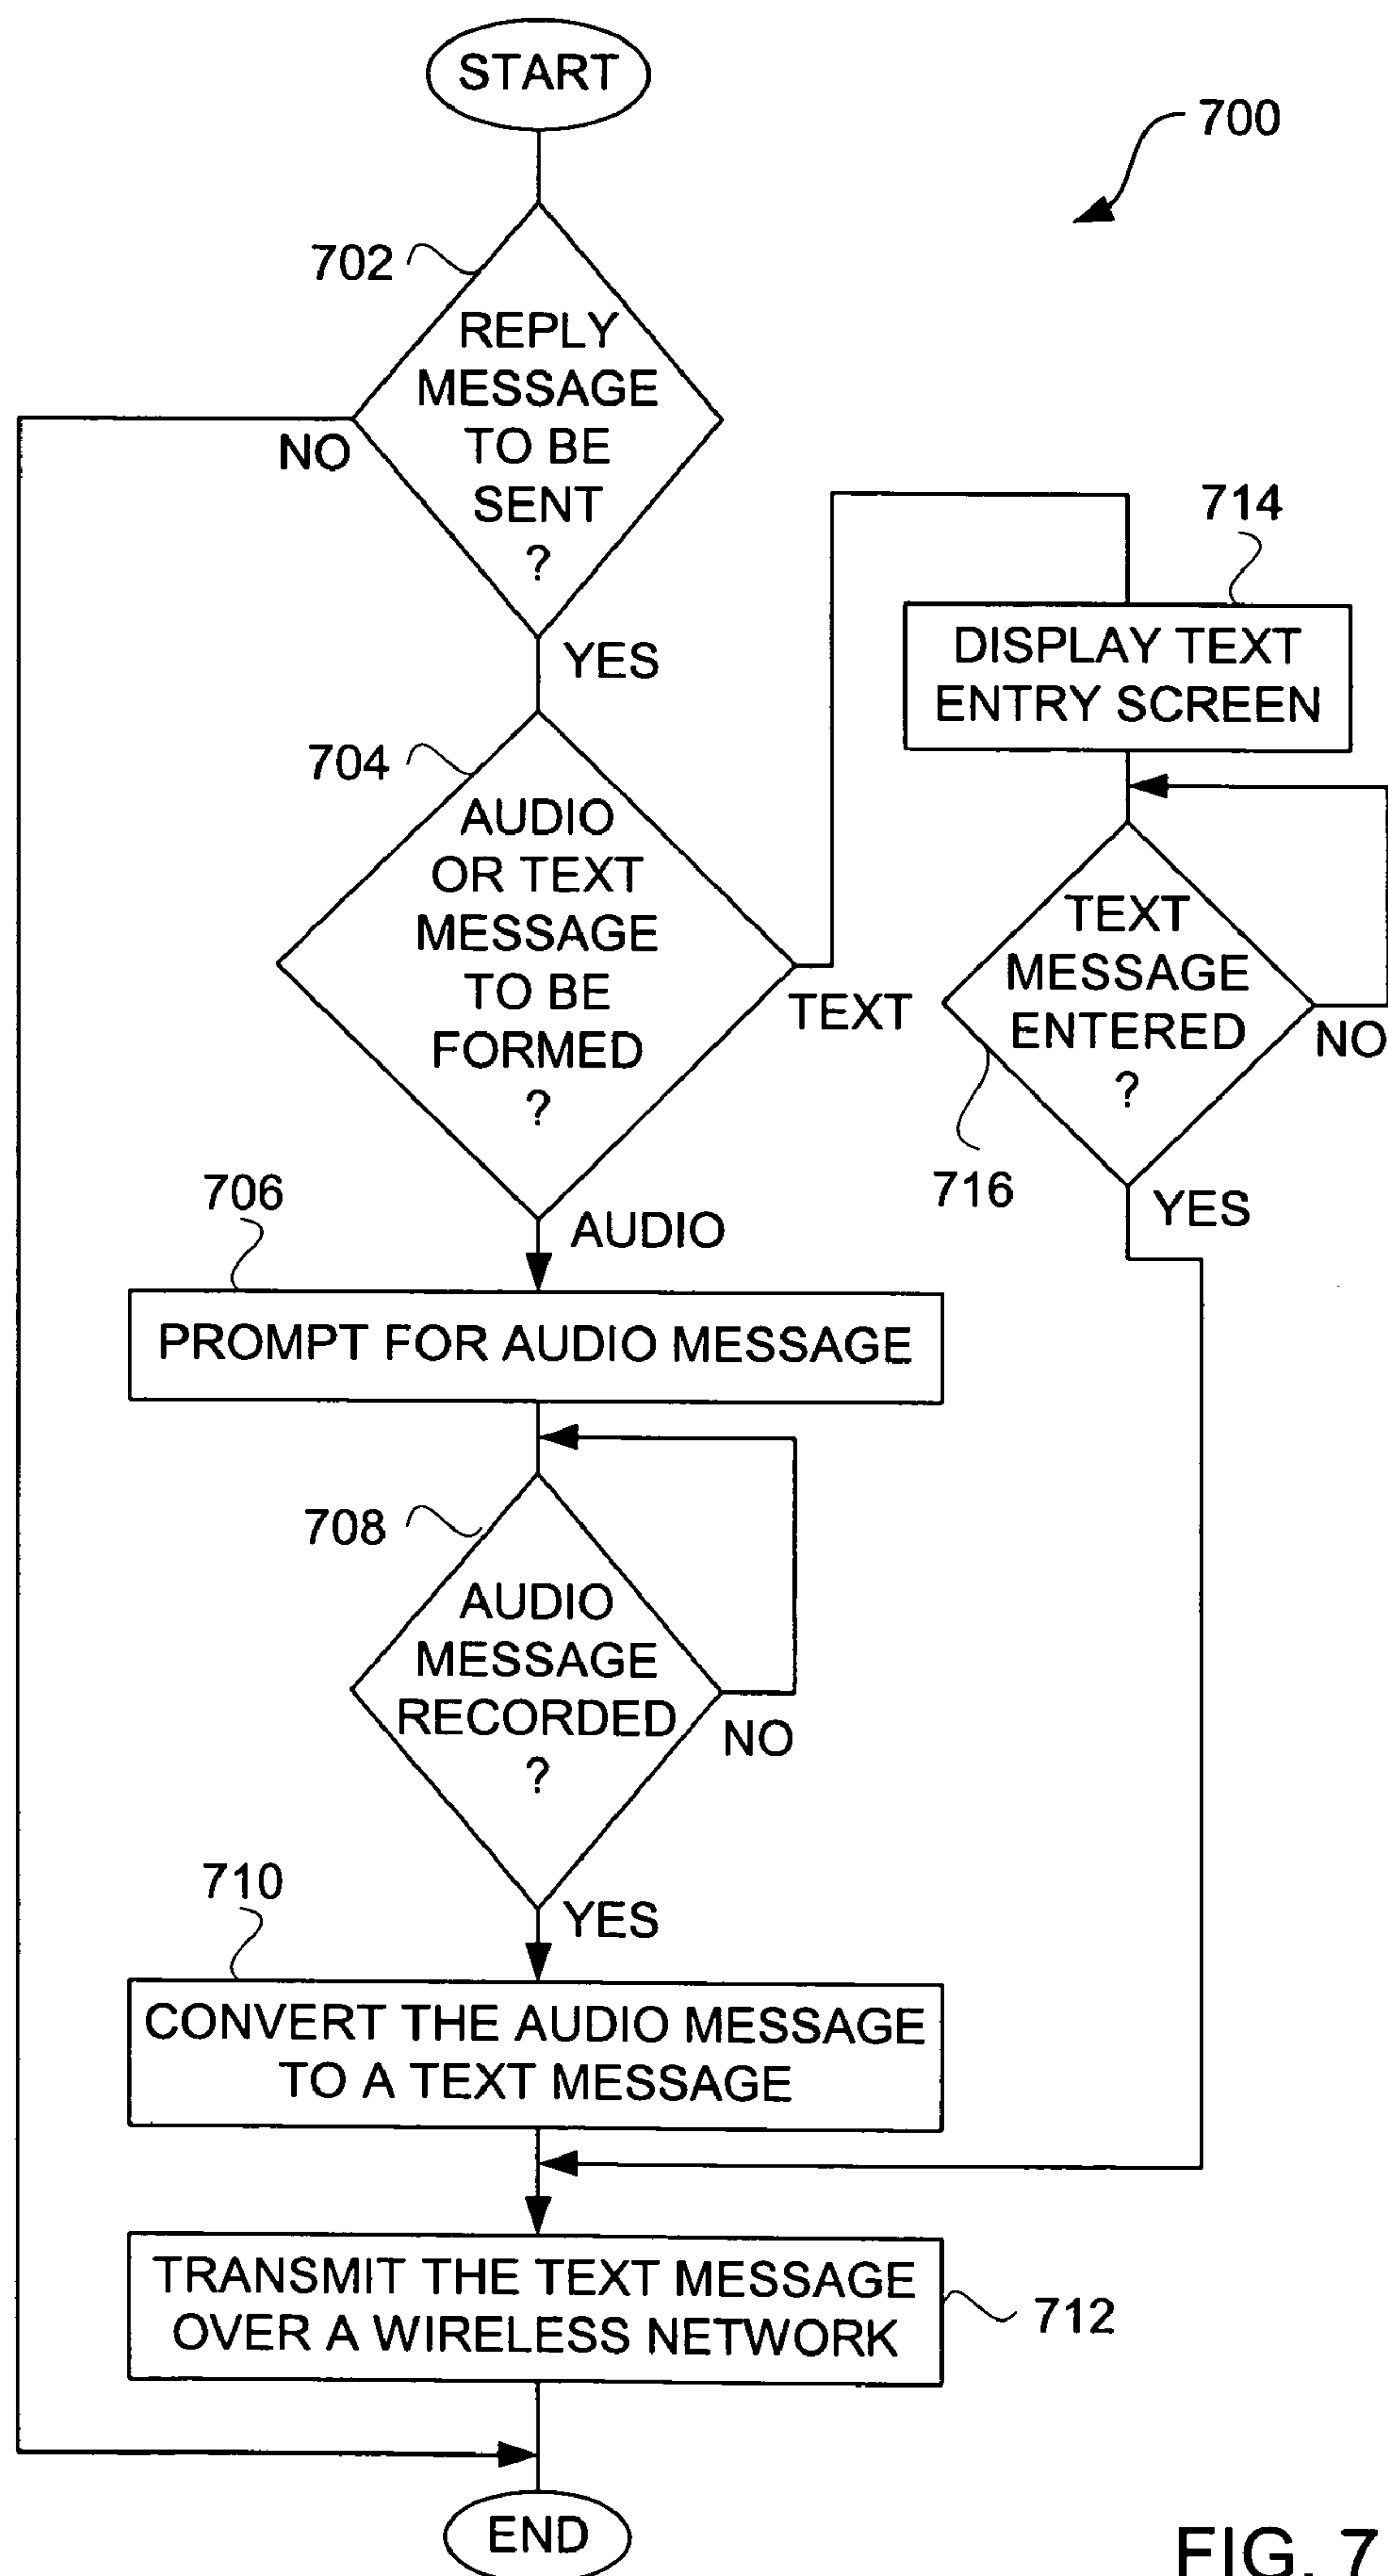 START
700
702
REPLY
MESSAGE
TO BE
SENT
?
NO
YES
704
AUDIO
OR TEXT
MESSAGE
TO BE
FORMED
?
TEXT
AUDIO
714
DISPLAY TEXT
ENTRY SCREEN
TEXT
MESSAGE
ENTERED
?
NO
716
YES
706
PROMPT FOR AUDIO MESSAGE
708
AUDIO
MESSAGE
RECORDED
?
NO
YES
710
CONVERT THE AUDIO MESSAGE
TO A TEXT MESSAGE
TRANSMIT THE TEXT MESSAGE
OVER A WIRELESS NETWORK
712
END
FIG. 7